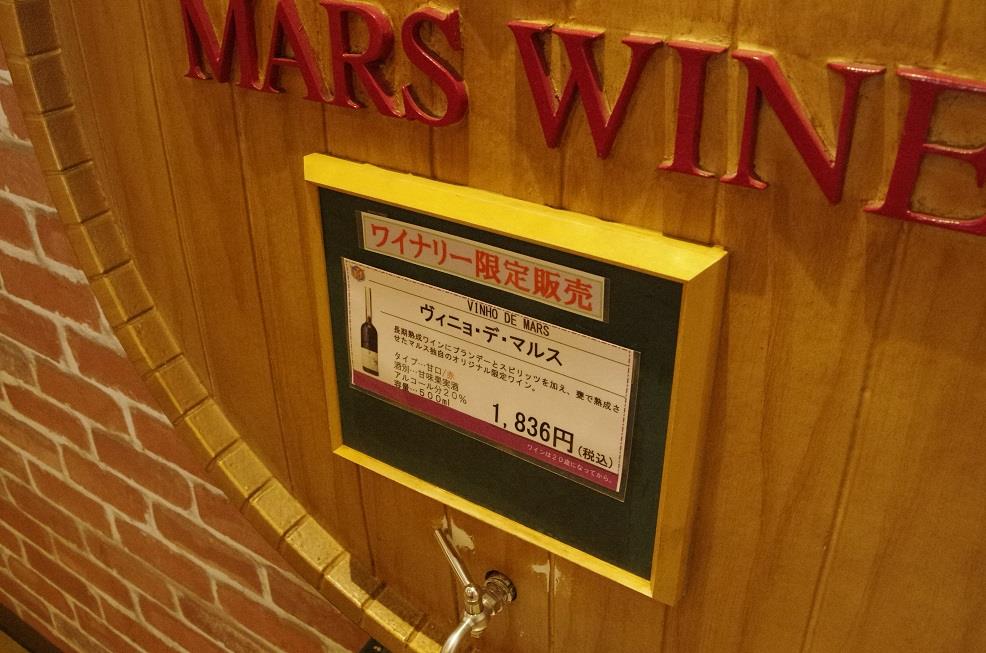 MARS WINE
ワイナリー限定販売
VINHO DE MARS
ヴィニョ・デ・マルス
長期熟成ワインにブランデーとスピリッツを加え、甕で熟成さ
せたマルス独自のオリジナル限定ワイン。
タイプ…甘口/赤
酒別…甘味果実酒
アルコール分20%
容量…500ml
1,836円(税込)
ワインは20歳になってから。